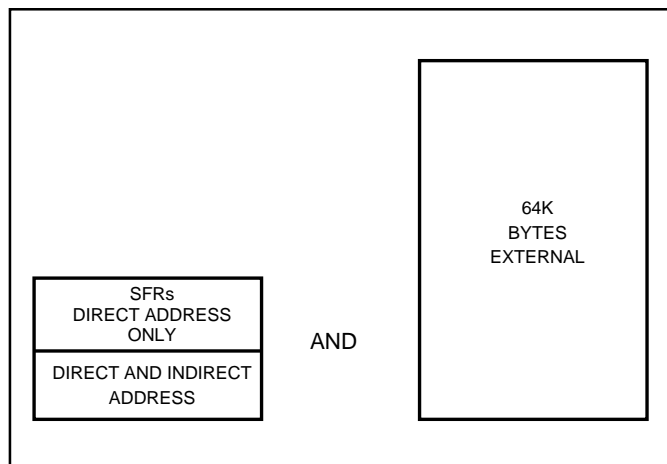 SFRs
DIRECT ADDRESS
ONLY
DIRECT AND INDIRECT
ADDRESS
AND
64K
BYTES
EXTERNAL